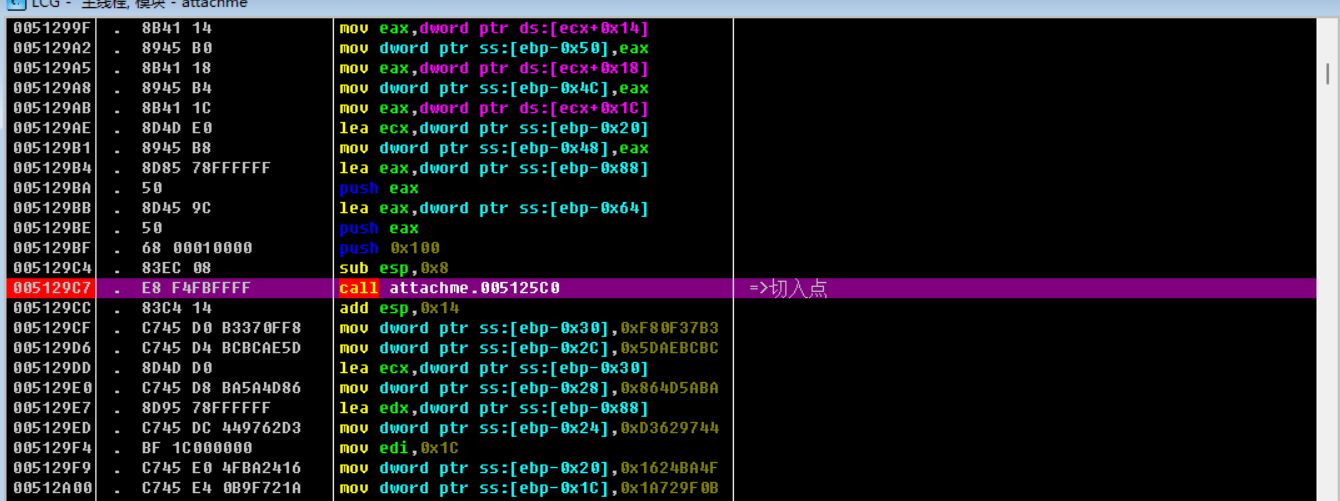 LCG - 主线程, 模块 - attachme
0051299F . 8B41 14 mov eax,dword ptr ds:[ecx+0x14]
005129A2 . 8945 B0 mov dword ptr ss:[ebp-0x50],eax
005129A5 . 8B41 18 mov eax,dword ptr ds:[ecx+0x18]
005129A8 . 8945 B4 mov dword ptr ss:[ebp-0x4C],eax
005129AB . 8B41 1C mov eax,dword ptr ds:[ecx+0x1C]
005129AE . 8D4D E0 lea ecx,dword ptr ss:[ebp-0x20]
005129B1 . 8945 B8 mov dword ptr ss:[ebp-0x48],eax
005129B4 . 8D85 78FFFFFF lea eax,dword ptr ss:[ebp-0x88]
005129BA . 50 push eax
005129BB . 8D45 9C lea eax,dword ptr ss:[ebp-0x64]
005129BE . 50 push eax
005129BF . 68 00010000 push 0x100
005129C4 . 83EC 08 sub esp,0x8
005129C7 . E8 F4FBFFFF call attachme.005125C0 =>切入点
005129CC . 83C4 14 add esp,0x14
005129CF . C745 D0 B3370FF8 mov dword ptr ss:[ebp-0x30],0xF80F37B3
005129D6 . C745 D4 BCBCAE5D mov dword ptr ss:[ebp-0x2C],0x5DAEBCBC
005129DD . 8D4D D0 lea ecx,dword ptr ss:[ebp-0x30]
005129E0 . C745 D8 BA5A4D86 mov dword ptr ss:[ebp-0x28],0x864D5ABA
005129E7 . 8D95 78FFFFFF lea edx,dword ptr ss:[ebp-0x88]
005129ED . C745 DC 449762D3 mov dword ptr ss:[ebp-0x24],0xD3629744
005129F4 . BF 1C000000 mov edi,0x1C
005129F9 . C745 E0 4FBA2416 mov dword ptr ss:[ebp-0x20],0x1624BA4F
00512A00 . C745 E4 0B9F721A mov dword ptr ss:[ebp-0x1C],0x1A729F0B